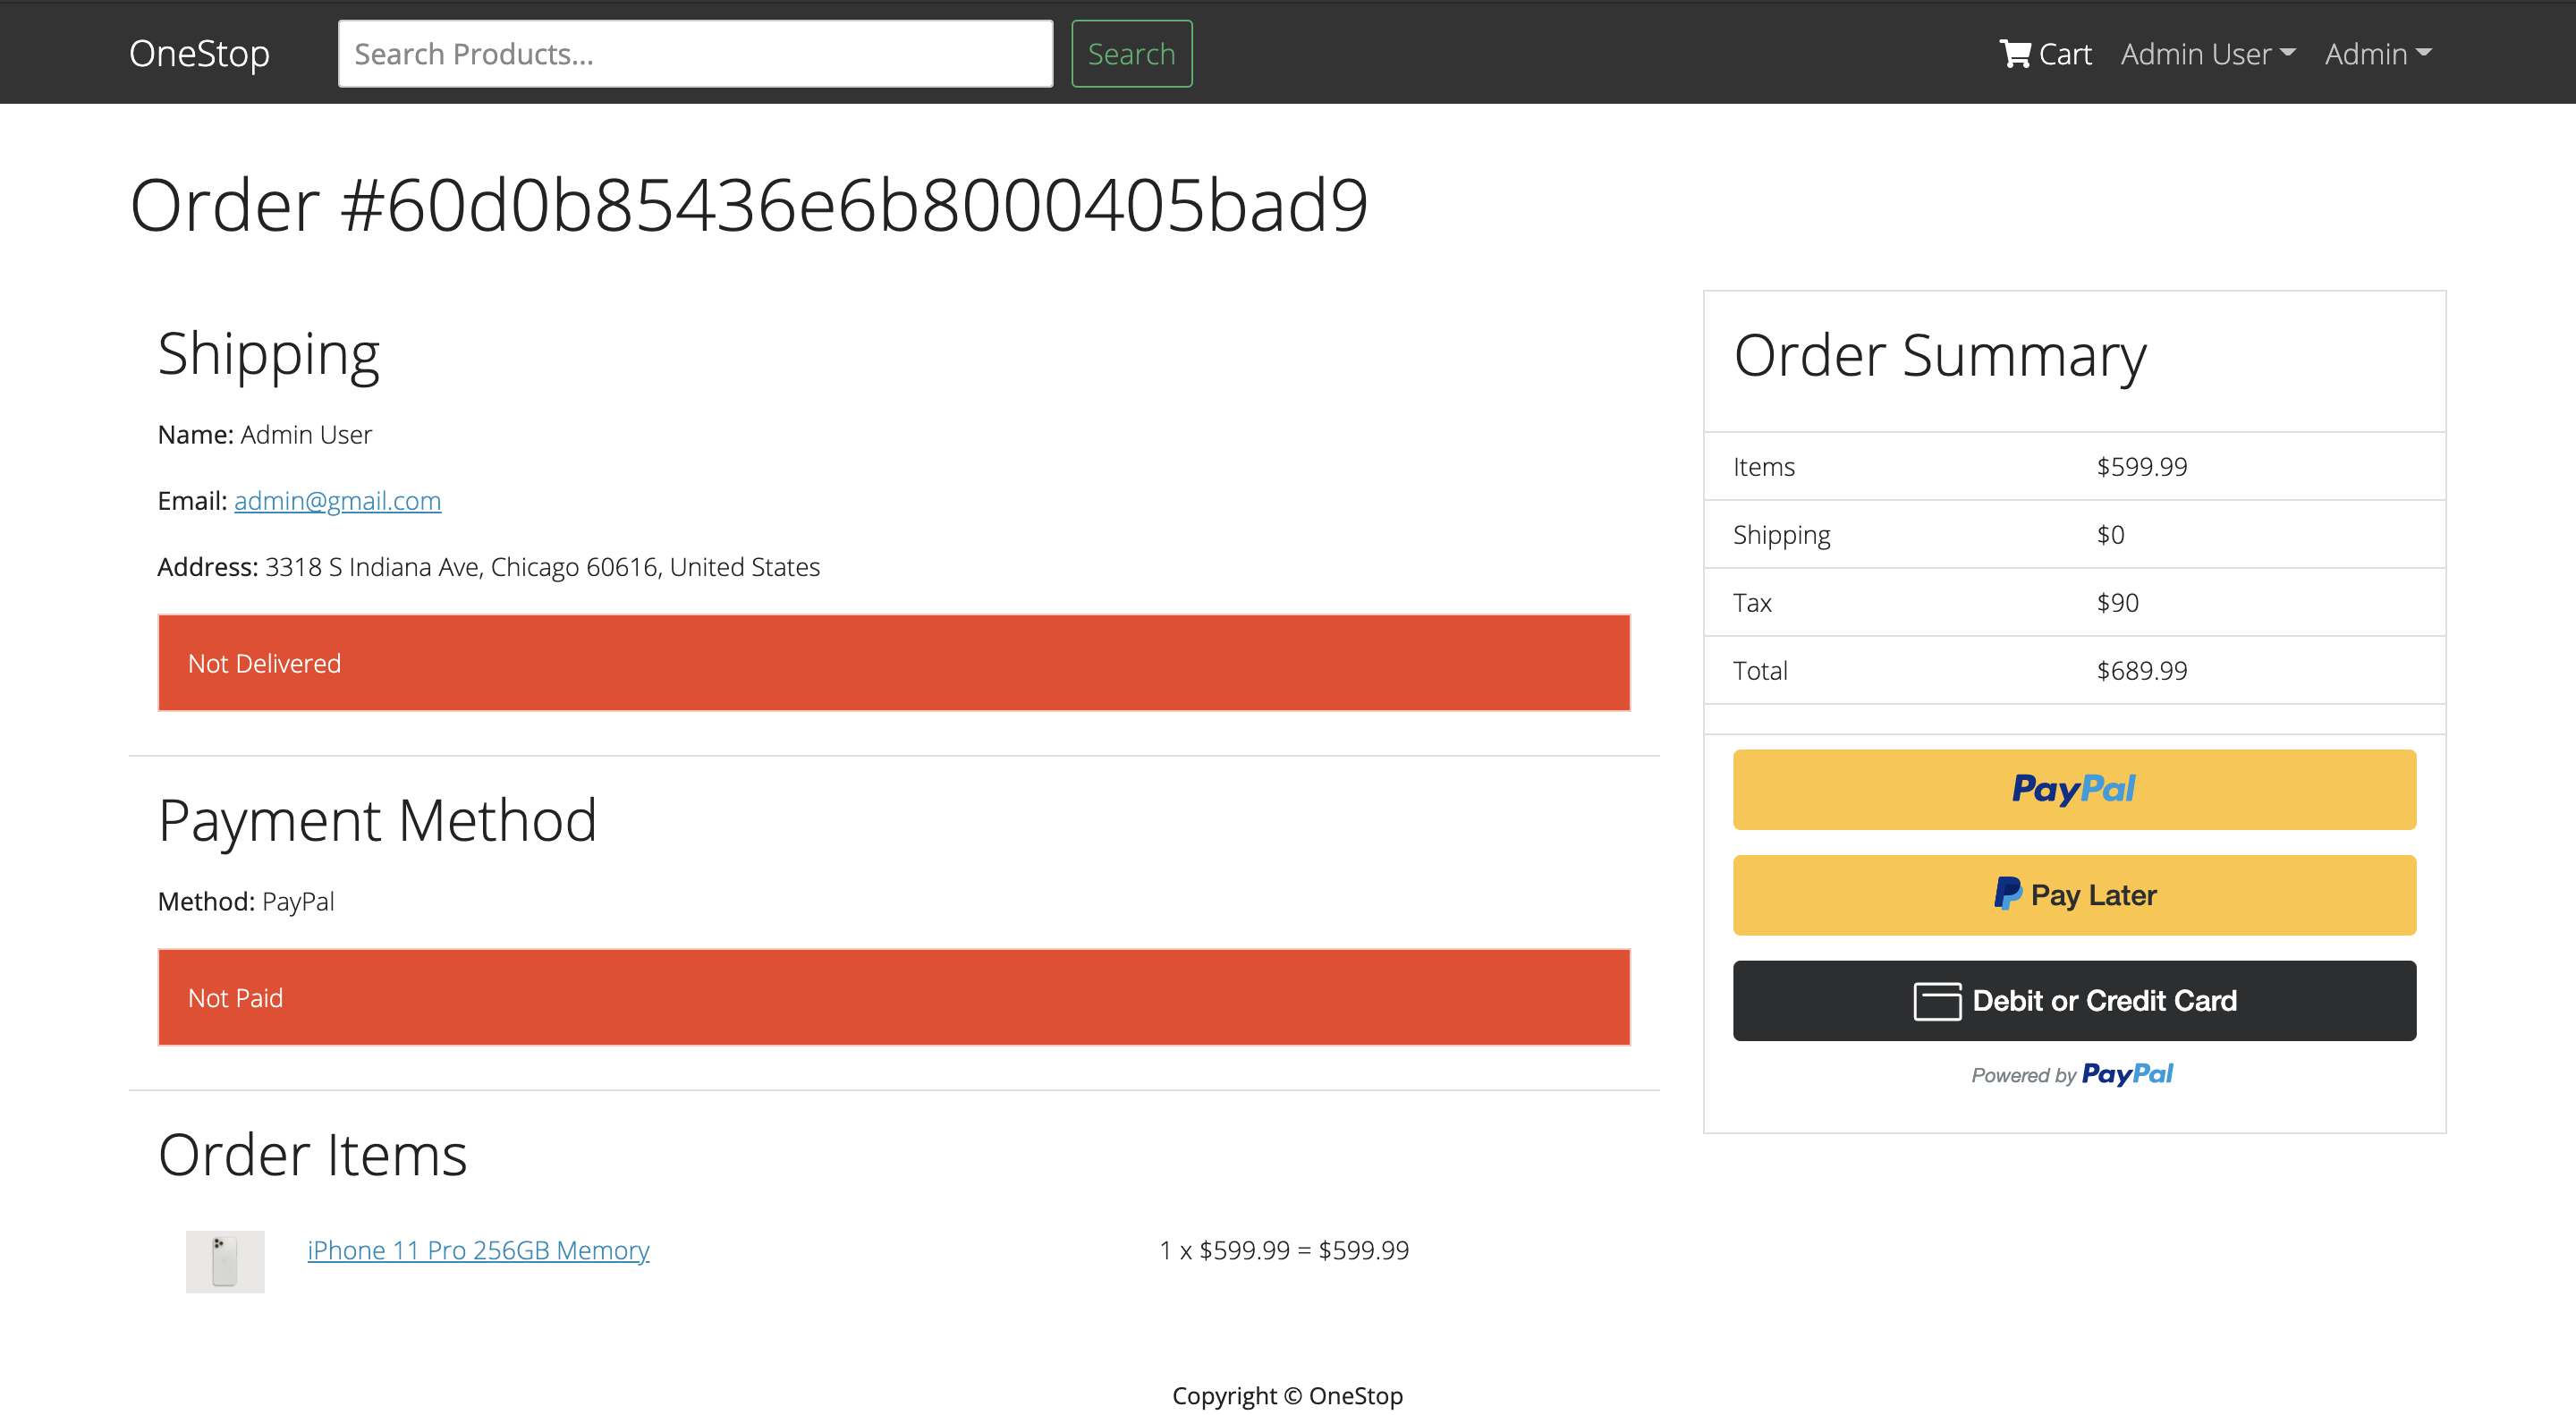 OneStop
Search Products...
Search
Cart
Admin User
Admin
Order #60d0b85436e6b8000405bad9
Shipping
Name: Admin User
Email: admin@gmail.com
Address: 3318 S Indiana Ave, Chicago 60616, United States
Not Delivered
Payment Method
Method: PayPal
Not Paid
Order Items
iPhone 11 Pro 256GB Memory
1 x $599.99 = $599.99
Order Summary
Items $599.99
Shipping $0
Tax $90
Total $689.99
PayPal
Pay Later
Debit or Credit Card
Powered by PayPal
Copyright © OneStop